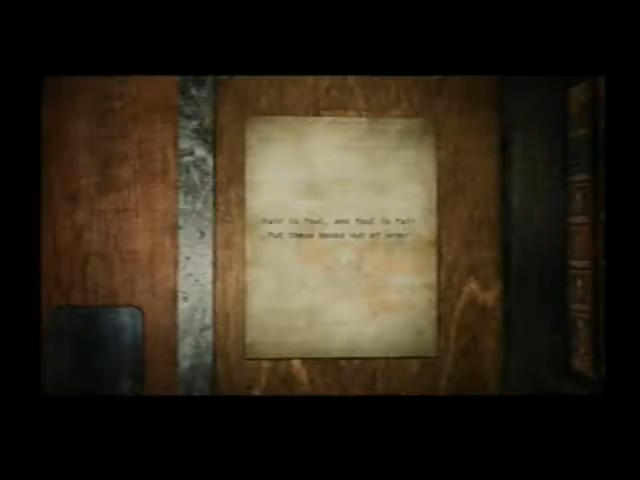 Fair is foul, and foul is fair
Put these books out of order